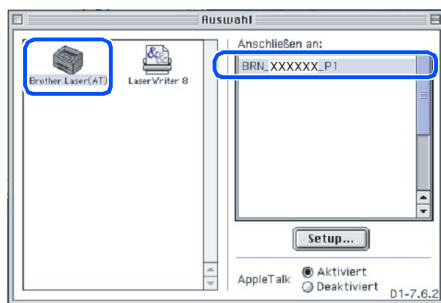 Auswahl
Anschließen an:
BRN_XXXXXX_P1
Brother Laser(AT)
LaserWriter 8
Setup...
AppleTalk
Aktiviert
Deaktiviert
D1-7.6.2